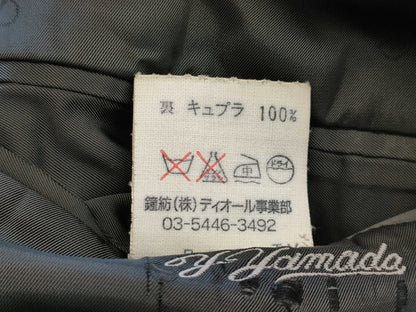 裏 キュプラ 100%
中 ドライ
鐘紡(株)ディオール事業部
03-5446-3492
Y-Yamada